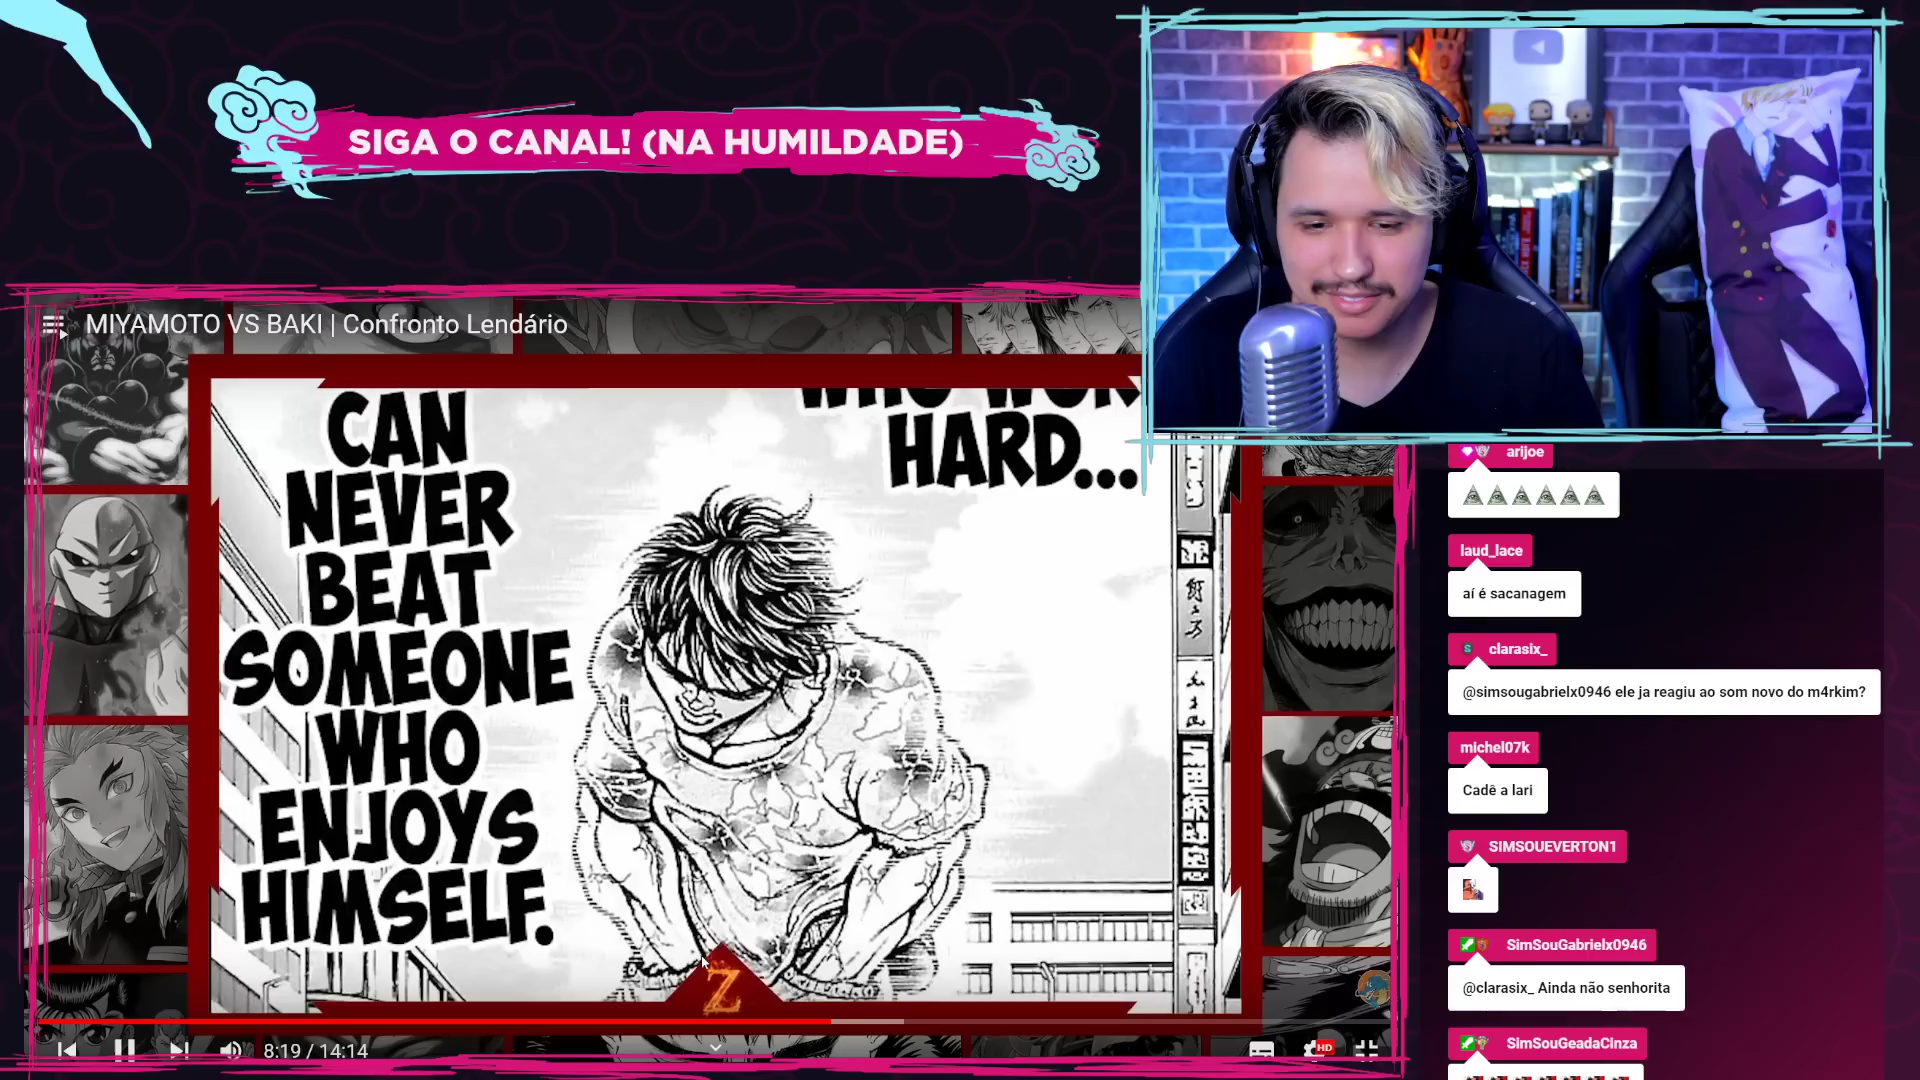 SIGA O CANAL! (NA HUMILDADE)
MIYAMOTO VS BAKI | Confronto Lendário
CAN
NEVER
BEAT
SOMEONE
WHO
ENJOYS
HIMSELF.
HARD...
Z
8:19 / 14:14
HD
arijoe
laud_lace
aí é sacanagem
clarasix_
@simsougabrielx0946 ele ja reagiu ao som novo do m4rkim?
michel07k
Cadê a lari
SIMSOUEVERTON1
SimSouGabrielx0946
@clarasix_ Ainda não senhorita
SimSouGeadaCinza